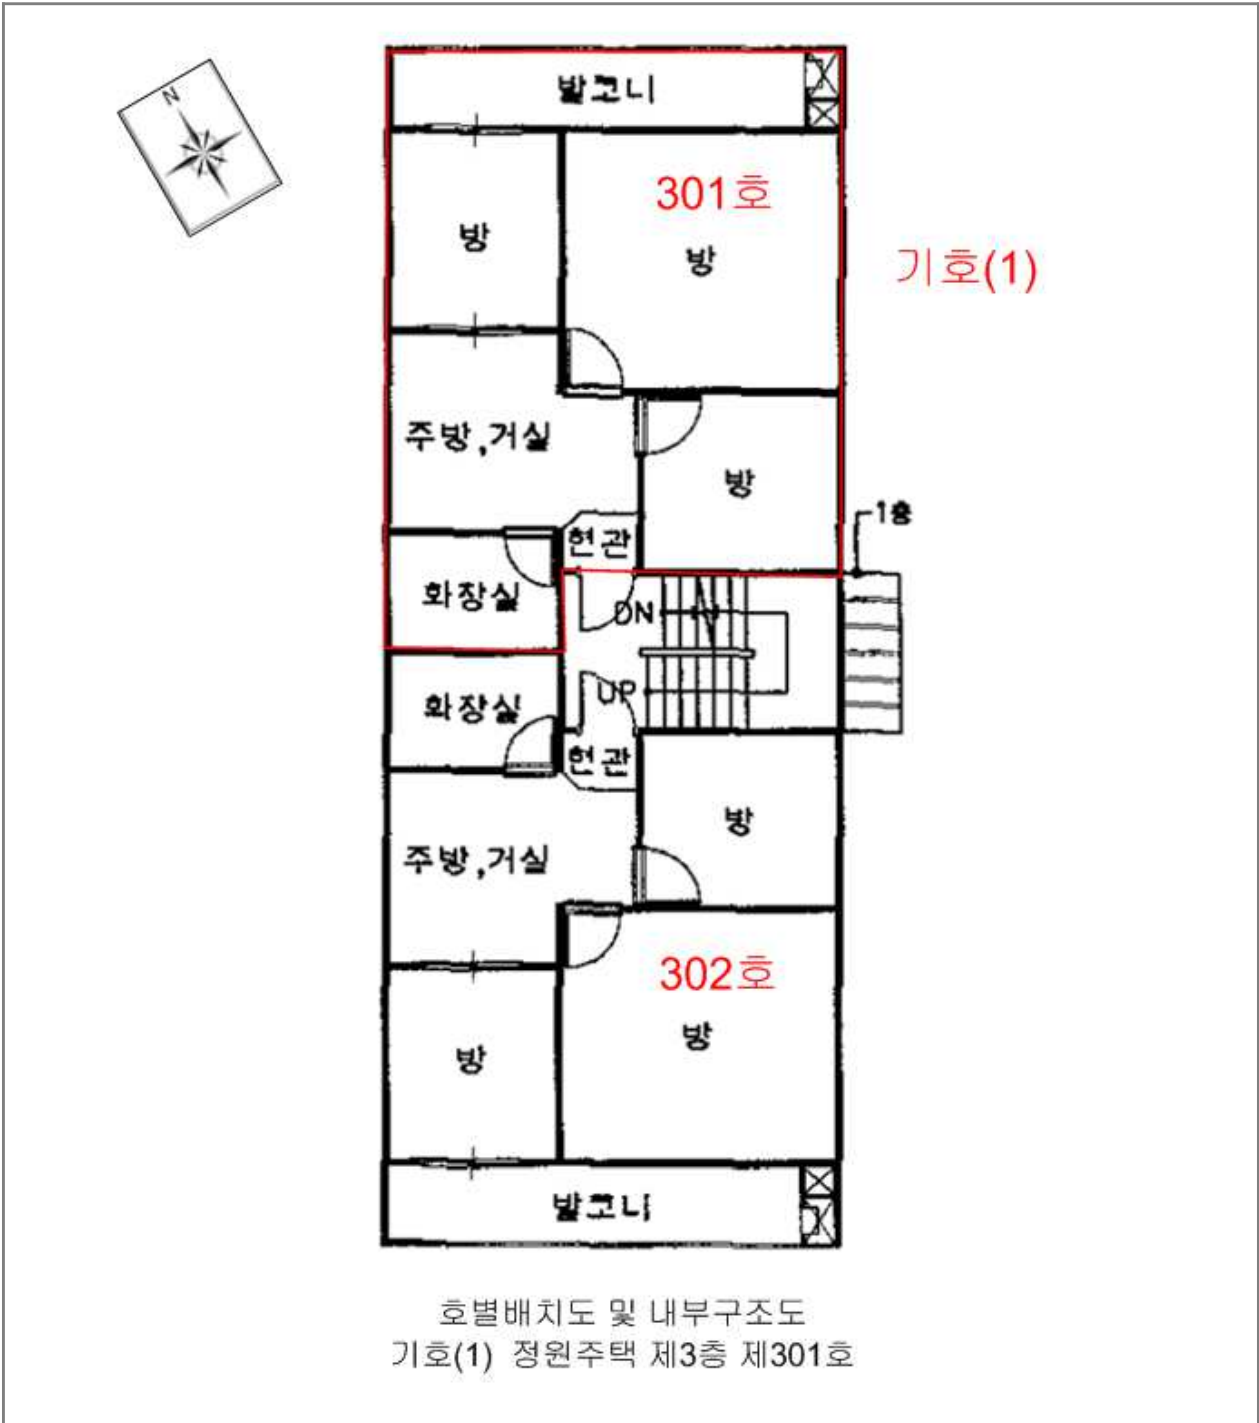 N
발코니
301호
방
방
기호(1)
주방,거실
방
1층
현관
화장실
DN
UP
화장실
현관
방
주방,거실
302호
방
방
발코니
호별배치도 및 내부구조도
기호(1) 정원주택 제3층 제301호